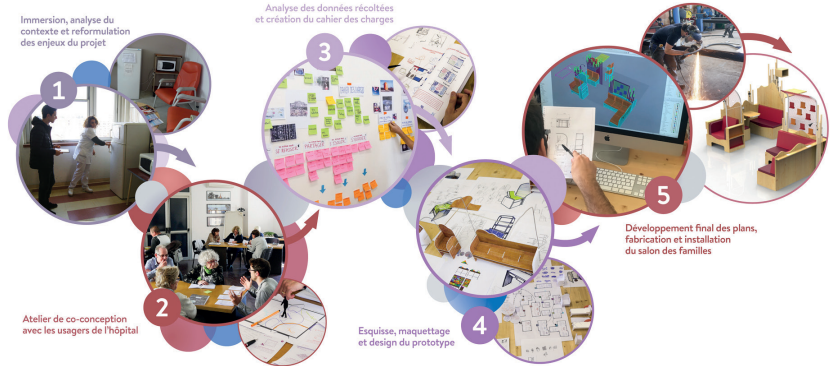 Immersion, analyse du
contexte et reformulation
des enjeux du projet
1
2
Atelier de co-conception
avec les usagers de l'hôpital
Analyse des données récoltées
et création du cahier des charges
3
Esquisse, maquettage
et design du prototype
4
5
Développement final des plans,
fabrication et installation
du salon des familles